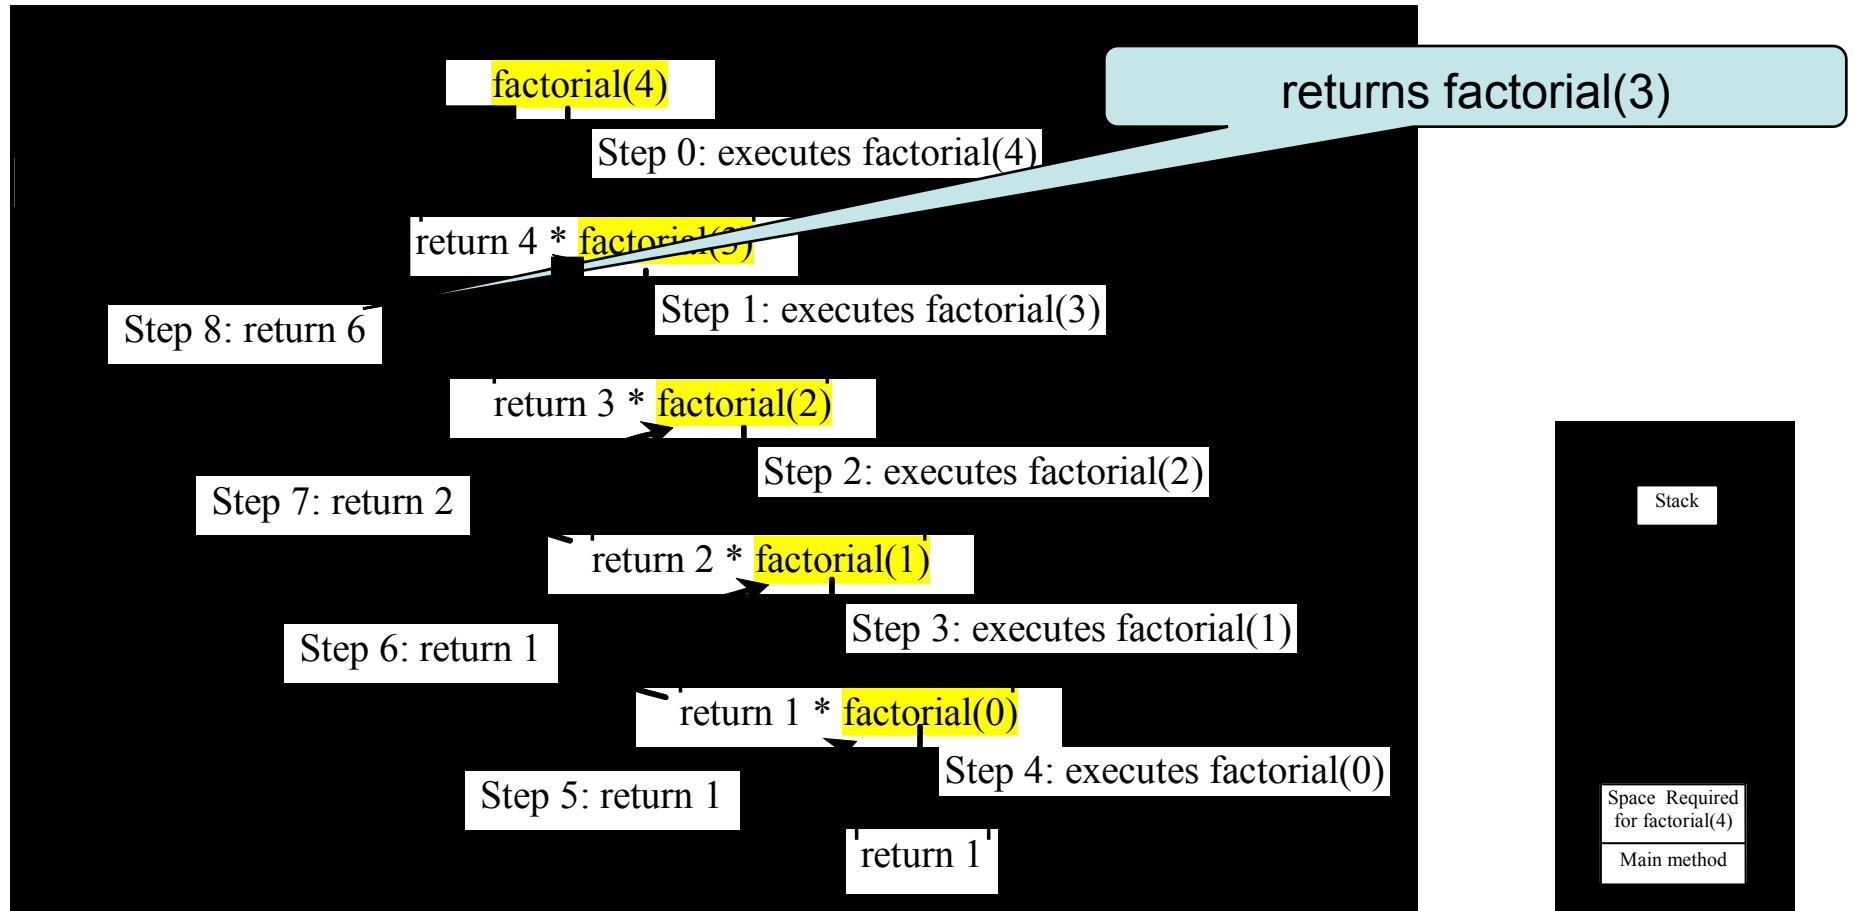 returns factorial(3)
factorial(4)
Step 0: executes factorial(4)
return 4 * factorial(3)
Step 1: executes factorial(3)
Step 8: return 6
return 3 * factorial(2)
Step 2: executes factorial(2)
Step 7: return 2
return 2 * factorial(1)
Step 3: executes factorial(1)
Step 6: return 1
return 1 * factorial(0)
Step 4: executes factorial(0)
Step 5: return 1
return 1
Stack
Space Required
for factorial(4)
Main method